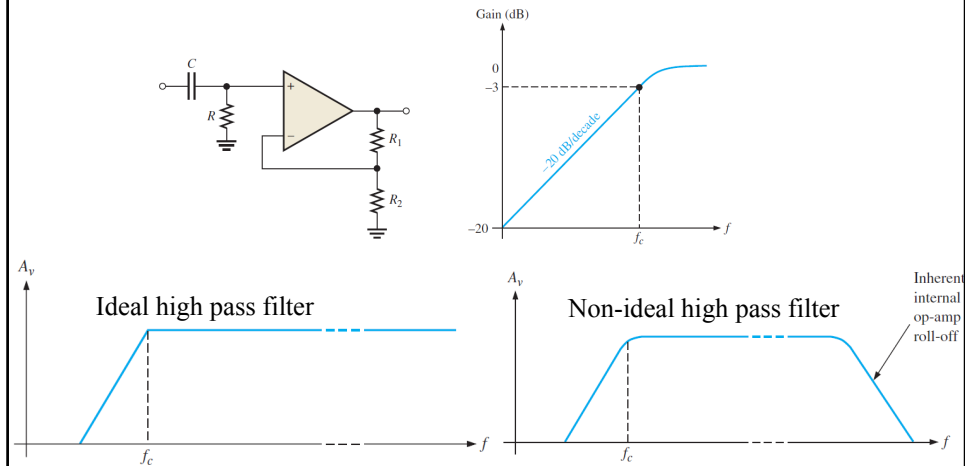 Gain (dB)
C
R
+
−
R1
R2
0
−3
−20 dB/decade
−20
fc
f
Av
Ideal high pass filter
fc
f
Av
Non-ideal high pass filter
Inherent
internal
op-amp
roll-off
fc
f